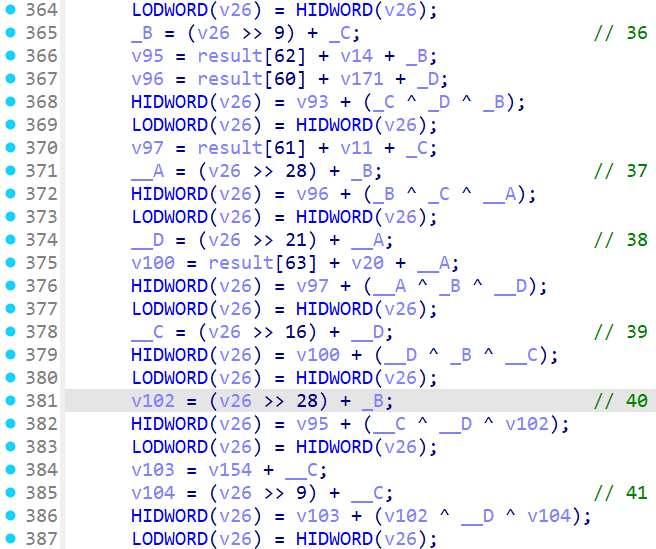 364 LODWORD(v26) = HIDWORD(v26);
365 _B = (v26 >> 9) + _C; // 36
366 v95 = result[62] + v14 + _B;
367 v96 = result[60] + v171 + _D;
368 HIDWORD(v26) = v93 + (_C ^ _D ^ _B);
369 LODWORD(v26) = HIDWORD(v26);
370 v97 = result[61] + v11 + _C;
371 __A = (v26 >> 28) + _B; // 37
372 HIDWORD(v26) = v96 + (_B ^ _C ^ __A);
373 LODWORD(v26) = HIDWORD(v26);
374 __D = (v26 >> 21) + __A; // 38
375 v100 = result[63] + v20 + __A;
376 HIDWORD(v26) = v97 + (__A ^ _B ^ __D);
377 LODWORD(v26) = HIDWORD(v26);
378 __C = (v26 >> 16) + __D; // 39
379 HIDWORD(v26) = v100 + (__D ^ _B ^ __C);
380 LODWORD(v26) = HIDWORD(v26);
381 v102 = (v26 >> 28) + _B; // 40
382 HIDWORD(v26) = v95 + (__C ^ __D ^ v102);
383 LODWORD(v26) = HIDWORD(v26);
384 v103 = v154 + __C;
385 v104 = (v26 >> 9) + __C; // 41
386 HIDWORD(v26) = v103 + (v102 ^ __D ^ v104);
387 LODWORD(v26) = HIDWORD(v26);